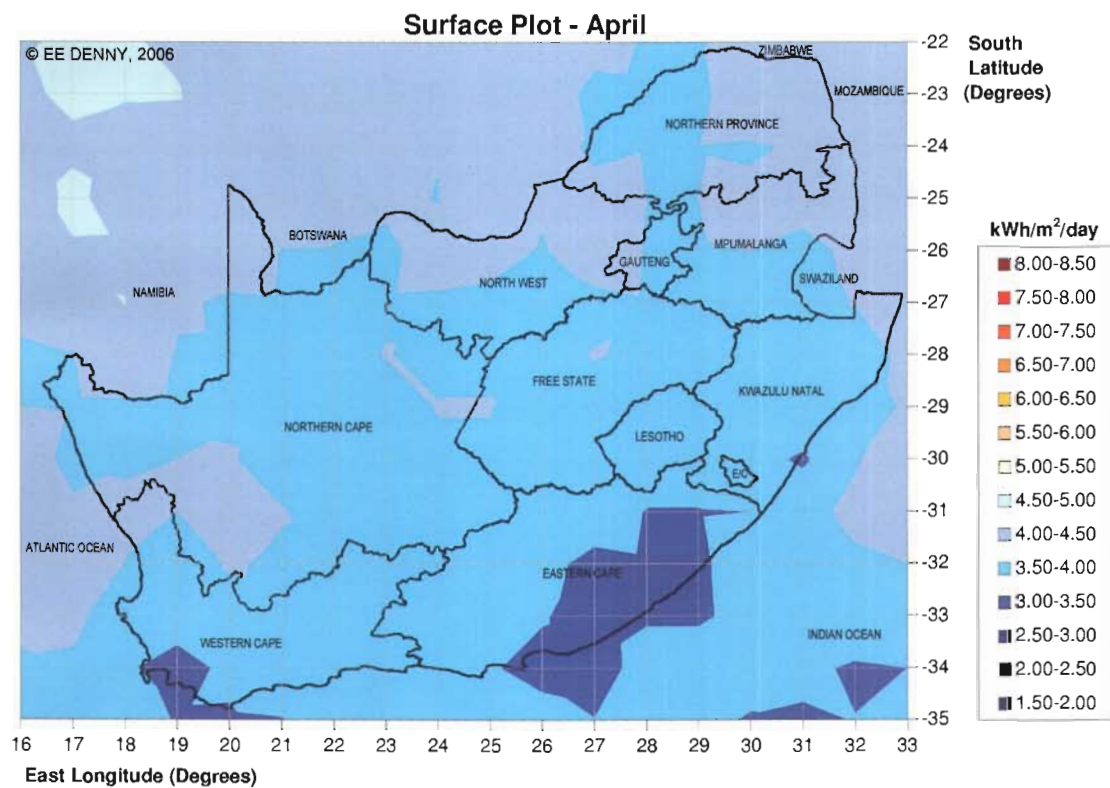 Surface Plot - April
© EE DENNY, 2006
ZIMBABWE
MOZAMBIQUE
NORTHERN PROVINCE
BOTSWANA
NAMIBIA
NORTH WEST
GAUTENG
MPUMALANGA
SWAZILAND
FREE STATE
KWAZULU NATAL
NORTHERN CAPE
LESOTHO
E/C
ATLANTIC OCEAN
EASTERN CAPE
WESTERN CAPE
INDIAN OCEAN
-22
-23
-24
-25
-26
-27
-28
-29
-30
-31
-32
-33
-34
-35
South
Latitude
(Degrees)
kWh/m²/day
8.00-8.50
7.50-8.00
7.00-7.50
6.50-7.00
6.00-6.50
5.50-6.00
5.00-5.50
4.50-5.00
4.00-4.50
3.50-4.00
3.00-3.50
2.50-3.00
2.00-2.50
1.50-2.00
16 17 18 19 20 21 22 23 24 25 26 27 28 29 30 31 32 33
East Longitude (Degrees)